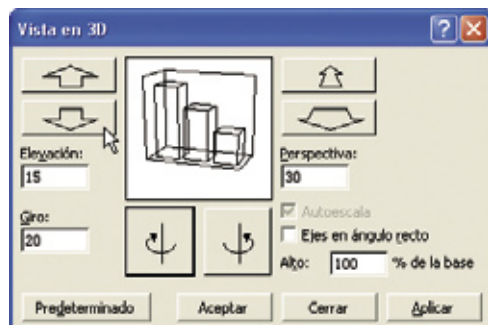 Vista en 3D
Elevación:
15
Perspectiva:
30
Giro:
20
Autoescala
Ejes en ángulo recto
Alto: 100 % de la base
Predeterminado Aceptar Cerrar Aplicar